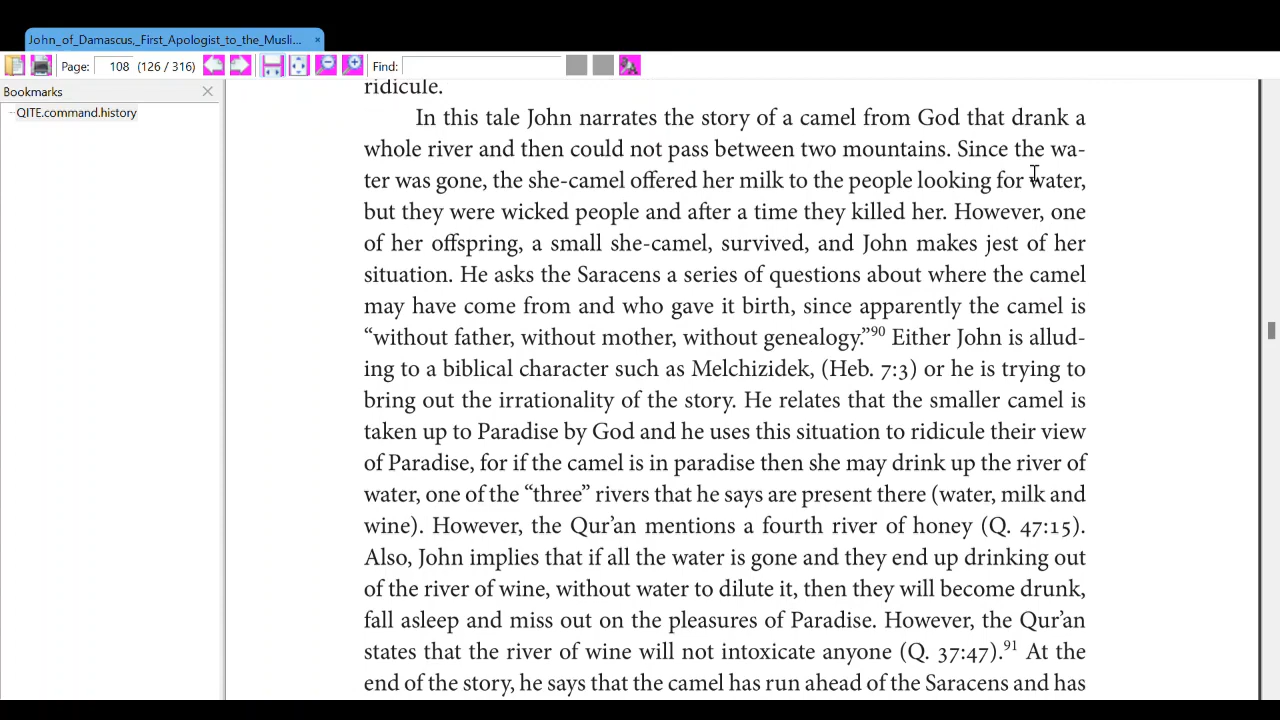 John_of_Damascus,_First_Apologist_to_the_Musli... ×
Page: 108 (126 / 316) Find:
Bookmarks
QITE.command.history
ridicule.
In this tale John narrates the story of a camel from God that drank a
whole river and then could not pass between two mountains. Since the wa-
ter was gone, the she-camel offered her milk to the people looking for water,
but they were wicked people and after a time they killed her. However, one
of her offspring, a small she-camel, survived, and John makes jest of her
situation. He asks the Saracens a series of questions about where the camel
may have come from and who gave it birth, since apparently the camel is
“without father, without mother, without genealogy.”90 Either John is allud-
ing to a biblical character such as Melchizidek, (Heb. 7:3) or he is trying to
bring out the irrationality of the story. He relates that the smaller camel is
taken up to Paradise by God and he uses this situation to ridicule their view
of Paradise, for if the camel is in paradise then she may drink up the river of
water, one of the “three” rivers that he says are present there (water, milk and
wine). However, the Qur’an mentions a fourth river of honey (Q. 47:15).
Also, John implies that if all the water is gone and they end up drinking out
of the river of wine, without water to dilute it, then they will become drunk,
fall asleep and miss out on the pleasures of Paradise. However, the Qur’an
states that the river of wine will not intoxicate anyone (Q. 37:47).91 At the
end of the story, he says that the camel has run ahead of the Saracens and has